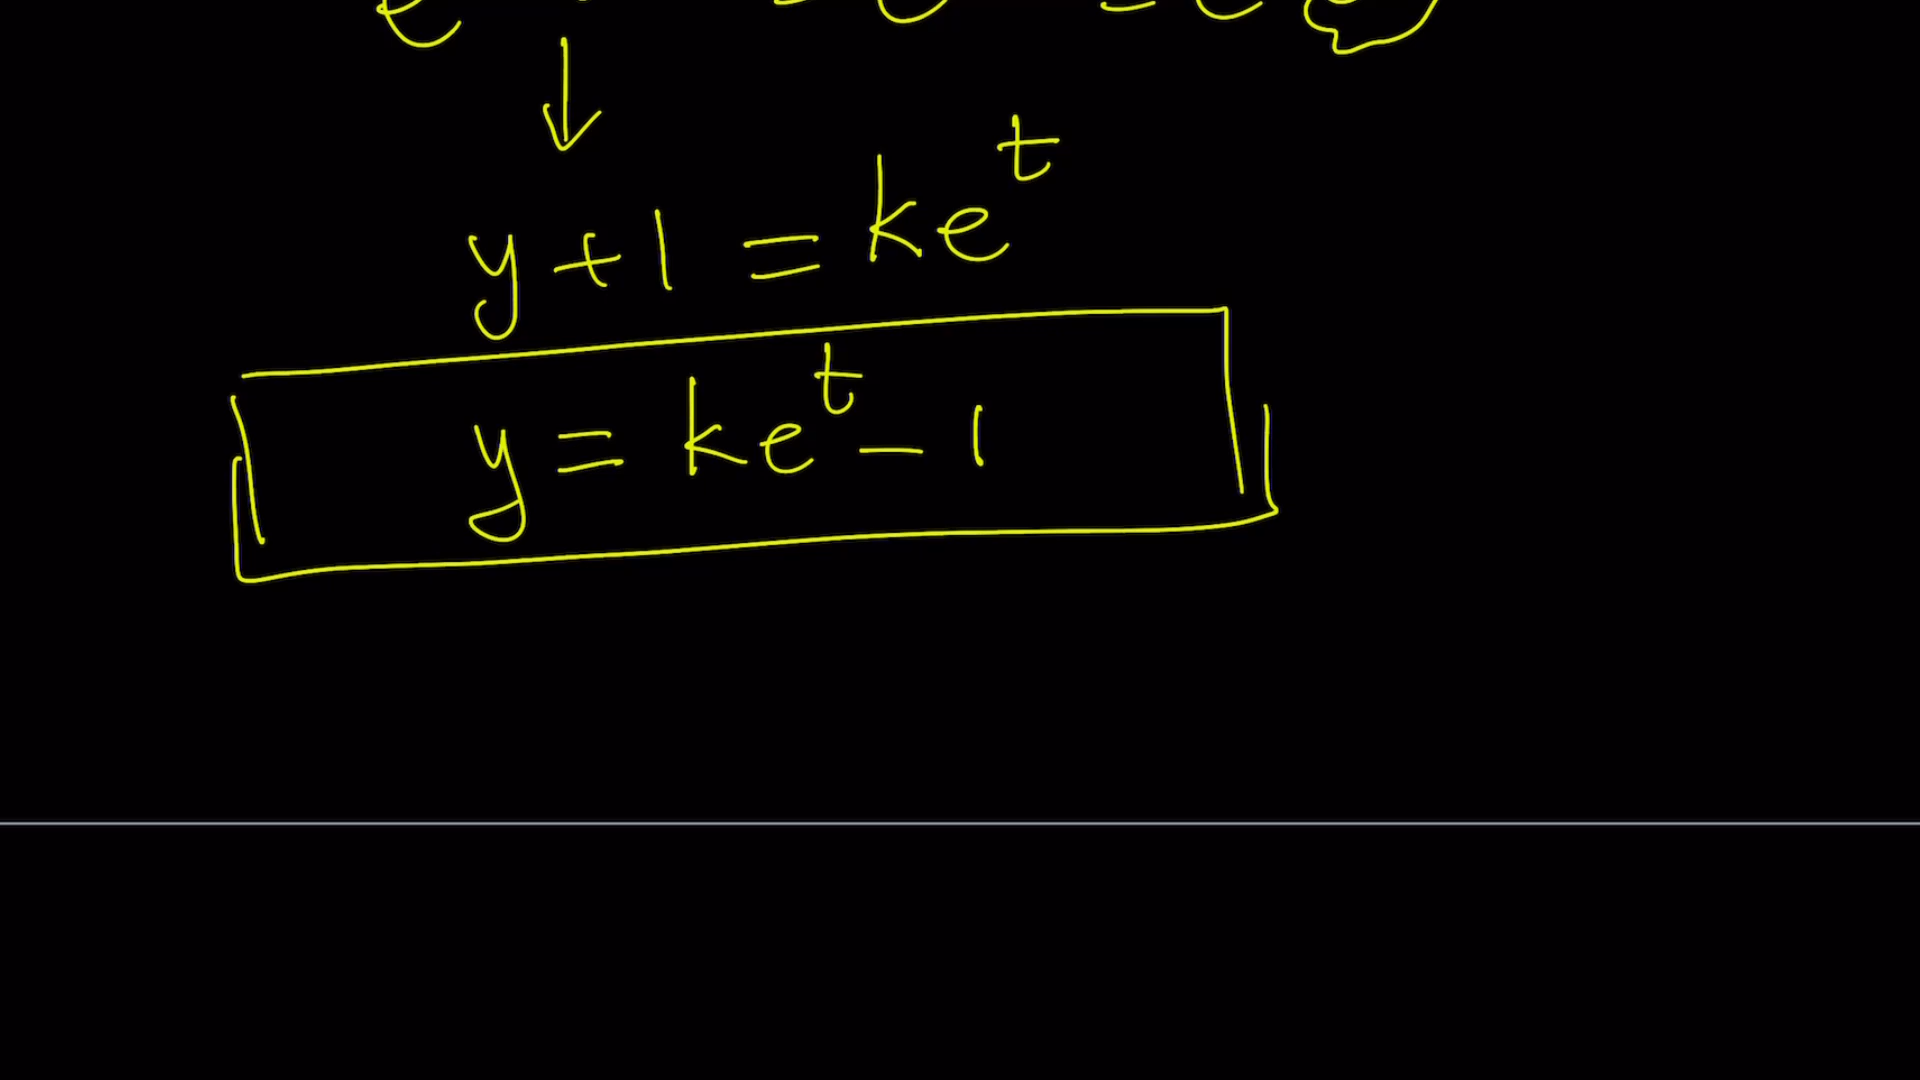 y + 1 = ke^t
y = ke^t - 1